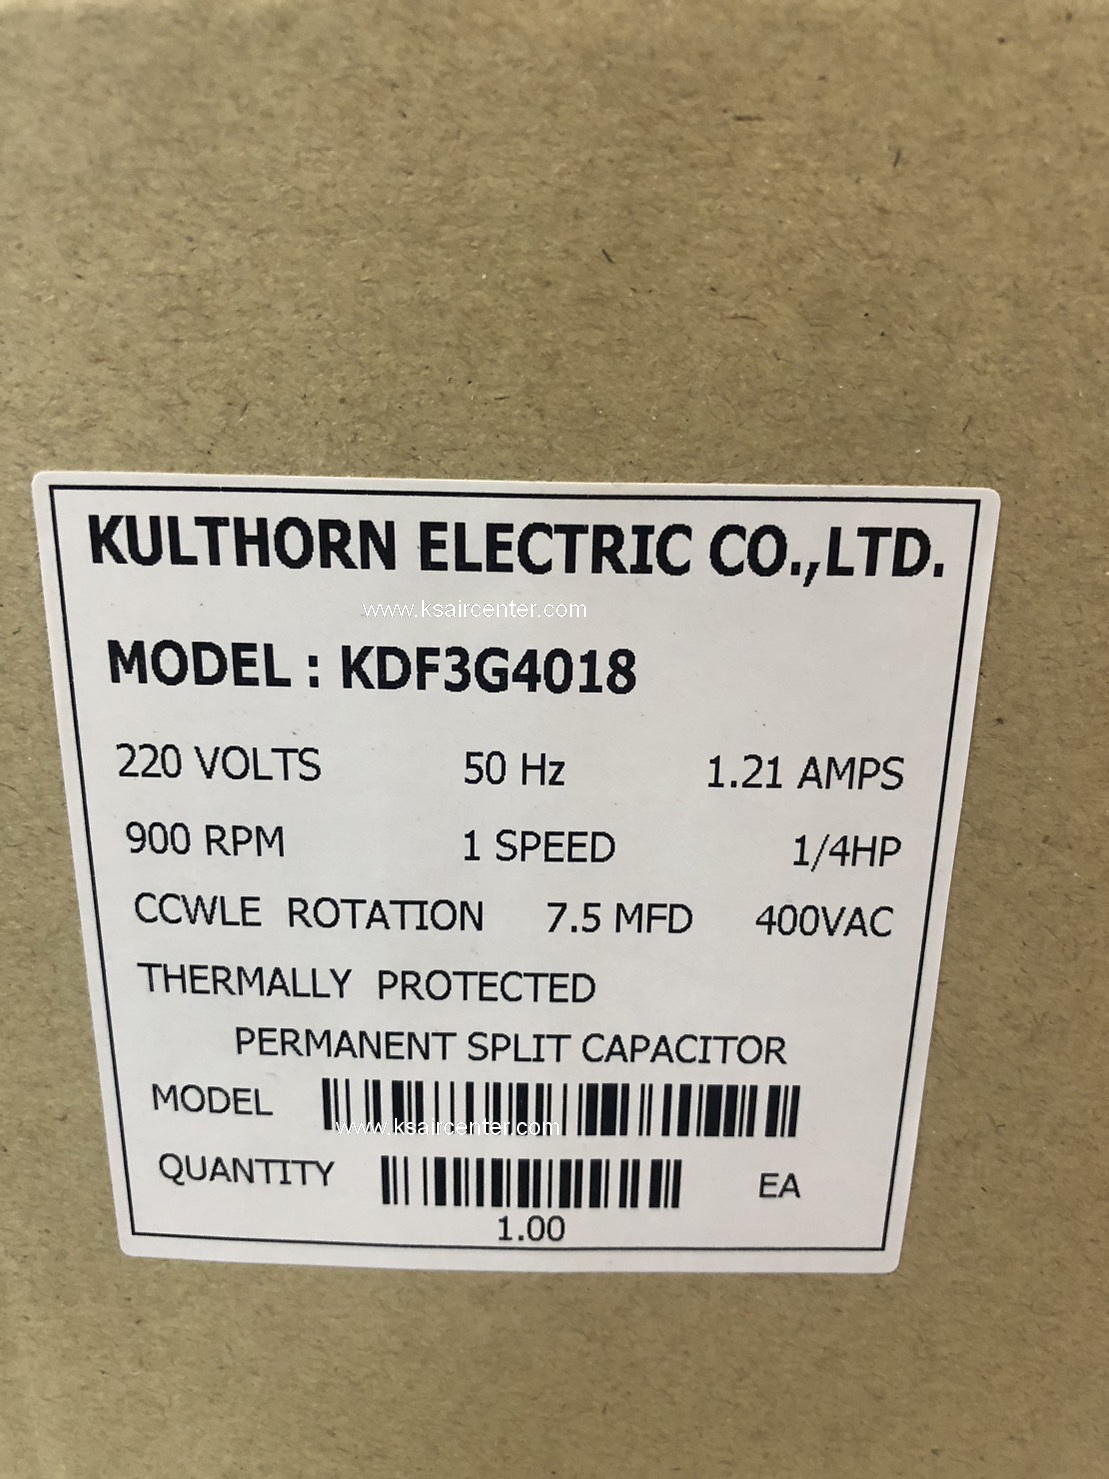 KULTHORN ELECTRIC CO.,LTD.
www.ksaircenter.com
MODEL : KDF3G4018
220 VOLTS 50 Hz 1.21 AMPS
900 RPM 1 SPEED 1/4HP
CCWLE ROTATION 7.5 MFD 400VAC
THERMALLY PROTECTED
PERMANENT SPLIT CAPACITOR
MODEL
www.ksaircenter.com
QUANTITY EA
1.00